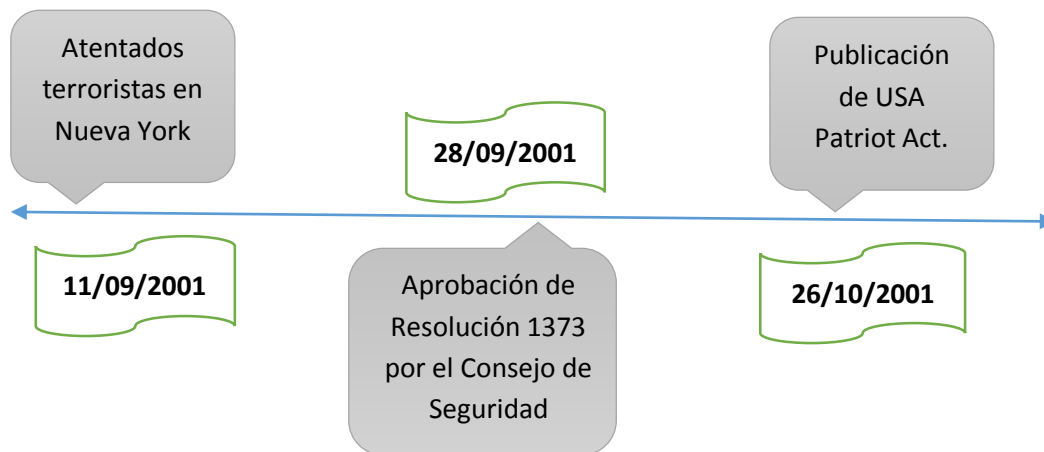 Atentados
terroristas en
Nueva York
11/09/2001
28/09/2001
Aprobación de
Resolución 1373
por el Consejo de
Seguridad
Publicación
de USA
Patriot Act.
26/10/2001